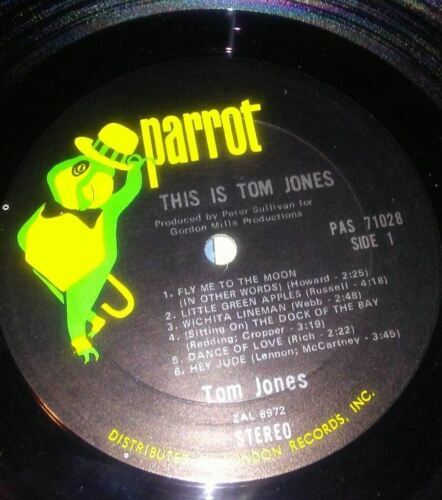 parrot
THIS IS TOM JONES
Produced by Peter Sullivan for
Gordon Mills Productions
PAS 71028
SIDE 1
1. FLY ME TO THE MOON
(IN OTHER WORDS) (Howard - 2:25)
2. LITTLE GREEN APPLES (Russell - 4:18)
3. WICHITA LINEMAN (Webb - 2:48)
4. (Sitting On) THE DOCK OF THE BAY
(Redding; Cropper - 3:19)
5. DANCE OF LOVE (Rich - 2:22)
6. HEY JUDE (Lennon; McCartney - 3:45)
Tom Jones
ZAL 8972
STEREO
DISTRIBUTED LONDON RECORDS, INC.